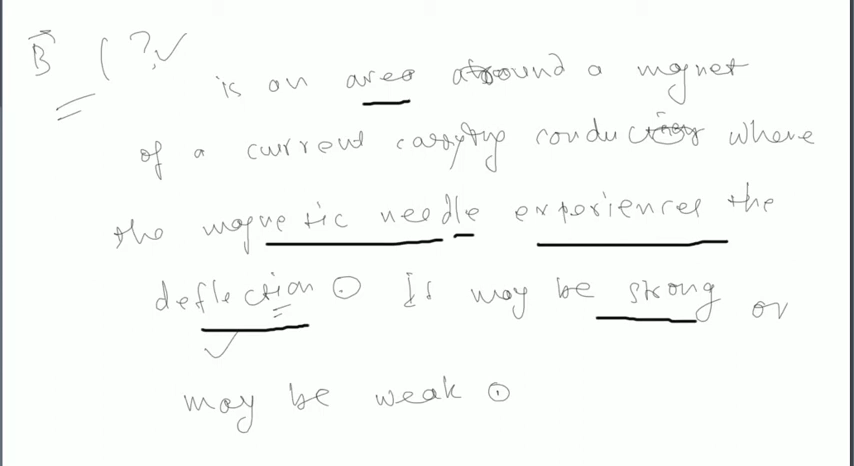 B⃗ ( ?,
is an area around a magnet
of a current carrying conductor where
the magnetic needle experiences the
deflection . It may be strong or
may be weak .